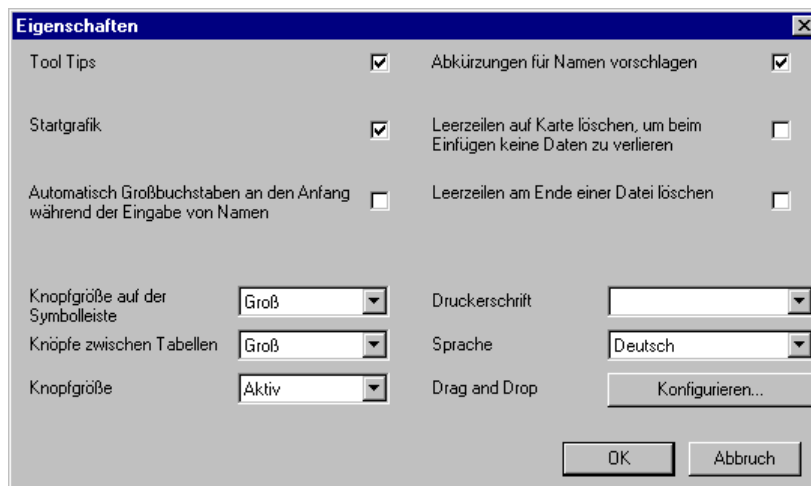 Eigenschaften
Tool Tips
Abkürzungen für Namen vorschlagen
Startgrafik
Leerzeilen auf Karte löschen, um beim
Einfügen keine Daten zu verlieren
Automatisch Großbuchstaben an den Anfang
während der Eingabe von Namen
Leerzeilen am Ende einer Datei löschen
Knopfgröße auf der
Symbolleiste
Groß
Druckerschrift
Knöpfe zwischen Tabellen
Groß
Sprache
Deutsch
Knopfgröße
Aktiv
Drag and Drop
Konfigurieren...
OK
Abbruch